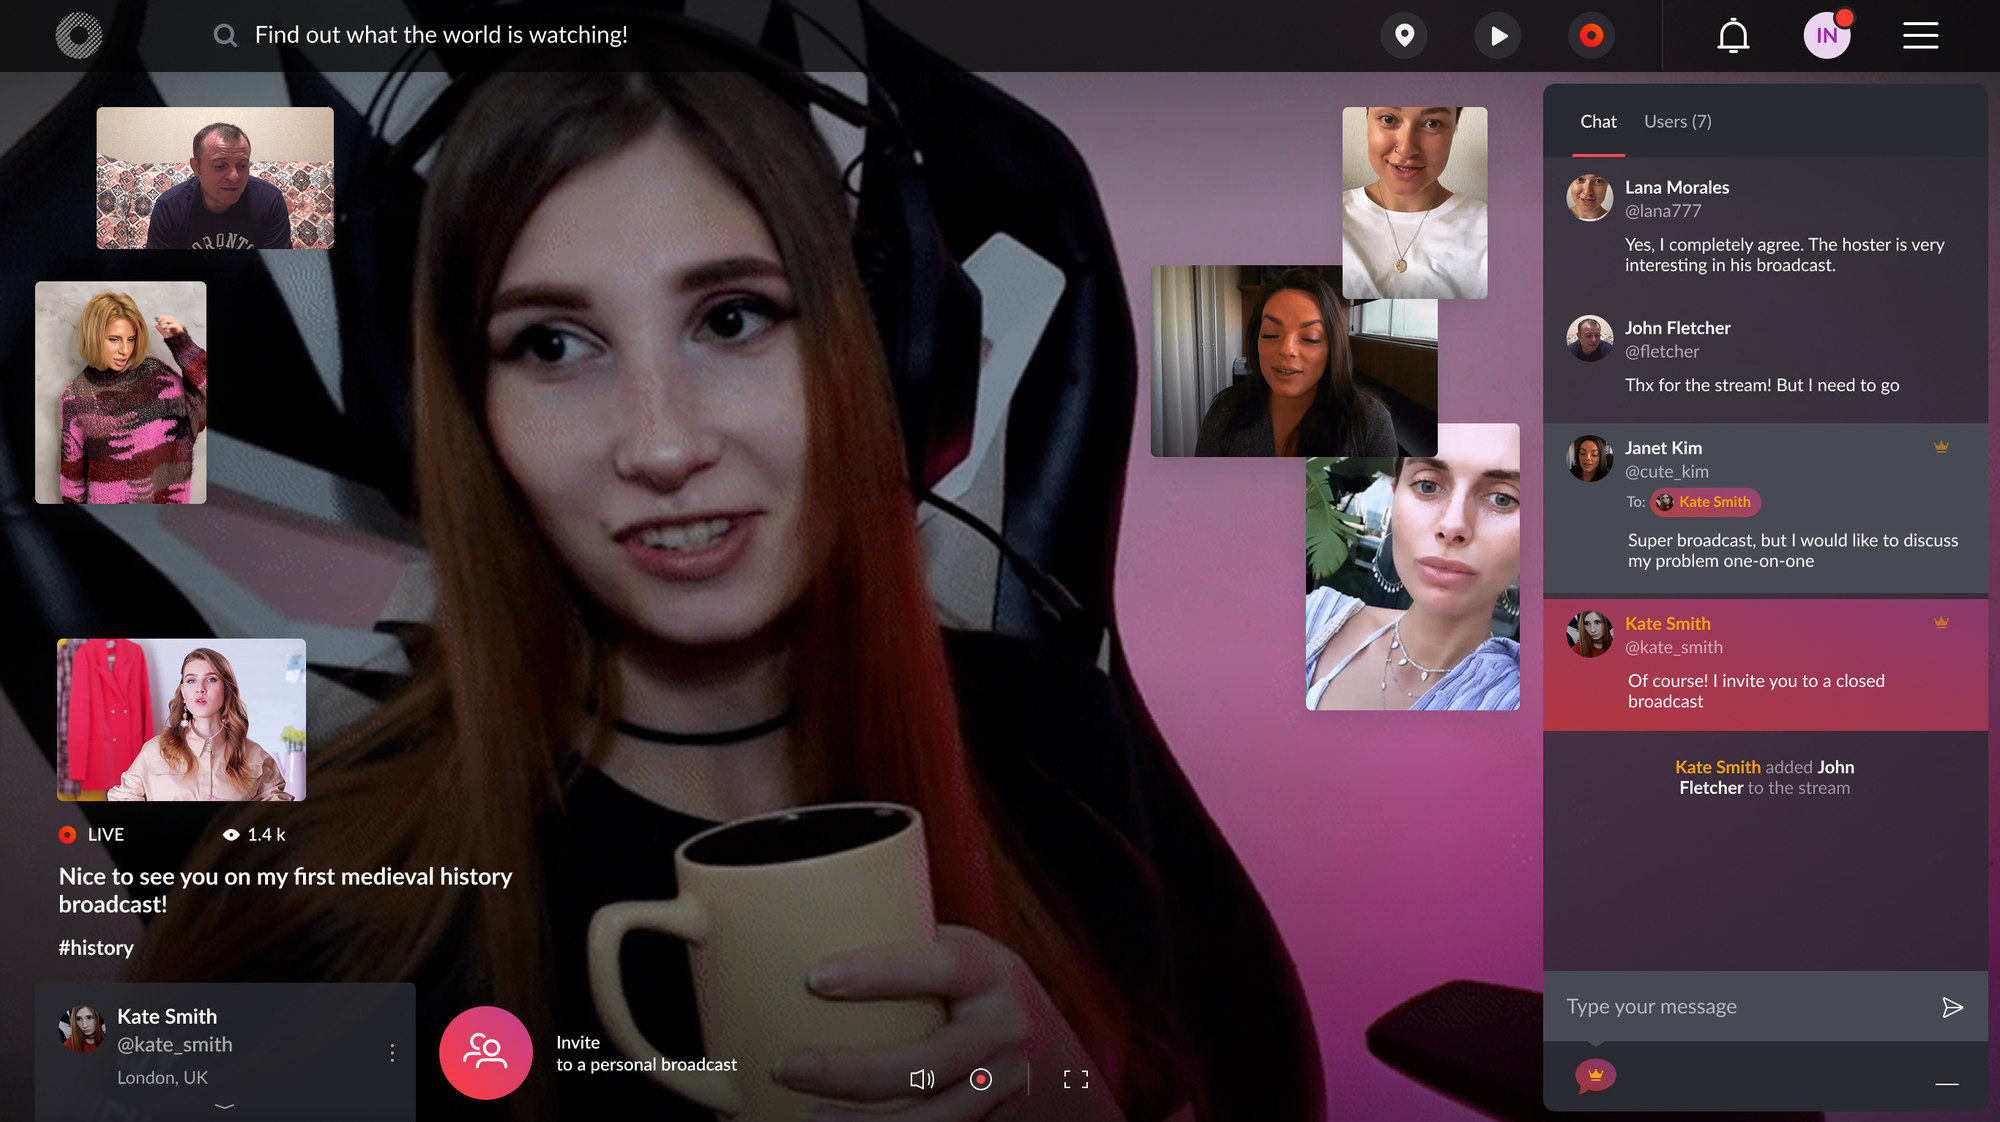 Find out what the world is watching!
IN
Chat
Users (7)
Lana Morales
@lana777
Yes, I completely agree. The hoster is very
interesting in his broadcast.
John Fletcher
@fletcher
Thx for the stream! But I need to go
Janet Kim
@cute_kim
To: Kate Smith
Super broadcast, but I would like to discuss
my problem one-on-one
Kate Smith
@kate_smith
Of course! I invite you to a closed
broadcast
Kate Smith added John
Fletcher to the stream
Type your message
LIVE
1.4 k
Nice to see you on my first medieval history
broadcast!
#history
Kate Smith
@kate_smith
London, UK
Invite
to a personal broadcast